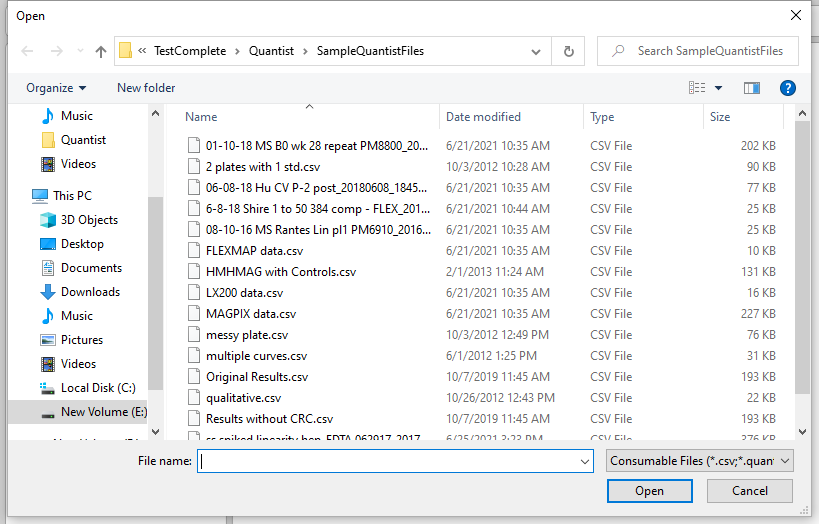 Open
« TestComplete > Quantist > SampleQuantistFiles
Search SampleQuantistFiles
Organize New folder
Music
Quantist
Videos
This PC
3D Objects
Desktop
Documents
Downloads
Music
Pictures
Videos
Local Disk (C:)
New Volume (E:)
Name Date modified Type Size
01-10-18 MS B0 wk 28 repeat PM8800_20... 6/21/2021 10:35 AM CSV File 202 KB
2 plates with 1 std.csv 10/3/2012 10:28 AM CSV File 90 KB
06-08-18 Hu CV P-2 post_20180608_1845... 6/21/2021 10:35 AM CSV File 77 KB
6-8-18 Shire 1 to 50 384 comp - FLEX_201... 6/21/2021 10:44 AM CSV File 25 KB
08-10-16 MS Rantes Lin pl1 PM6910_2016... 6/21/2021 10:35 AM CSV File 25 KB
FLEXMAP data.csv 6/21/2021 10:35 AM CSV File 10 KB
HMHMAG with Controls.csv 2/1/2013 11:24 AM CSV File 131 KB
LX200 data.csv 6/21/2021 10:35 AM CSV File 16 KB
MAGPIX data.csv 6/21/2021 10:35 AM CSV File 227 KB
messy plate.csv 10/3/2012 12:49 PM CSV File 76 KB
multiple curves.csv 6/1/2012 1:25 PM CSV File 31 KB
Original Results.csv 10/7/2019 11:45 AM CSV File 193 KB
qualitative.csv 10/26/2012 12:43 PM CSV File 22 KB
Results without CRC.csv 10/7/2019 11:45 AM CSV File 193 KB
6/25/2021 3:23 PM CSV File 376 KB
File name:
Consumable Files (*.csv;*.quan
Open Cancel